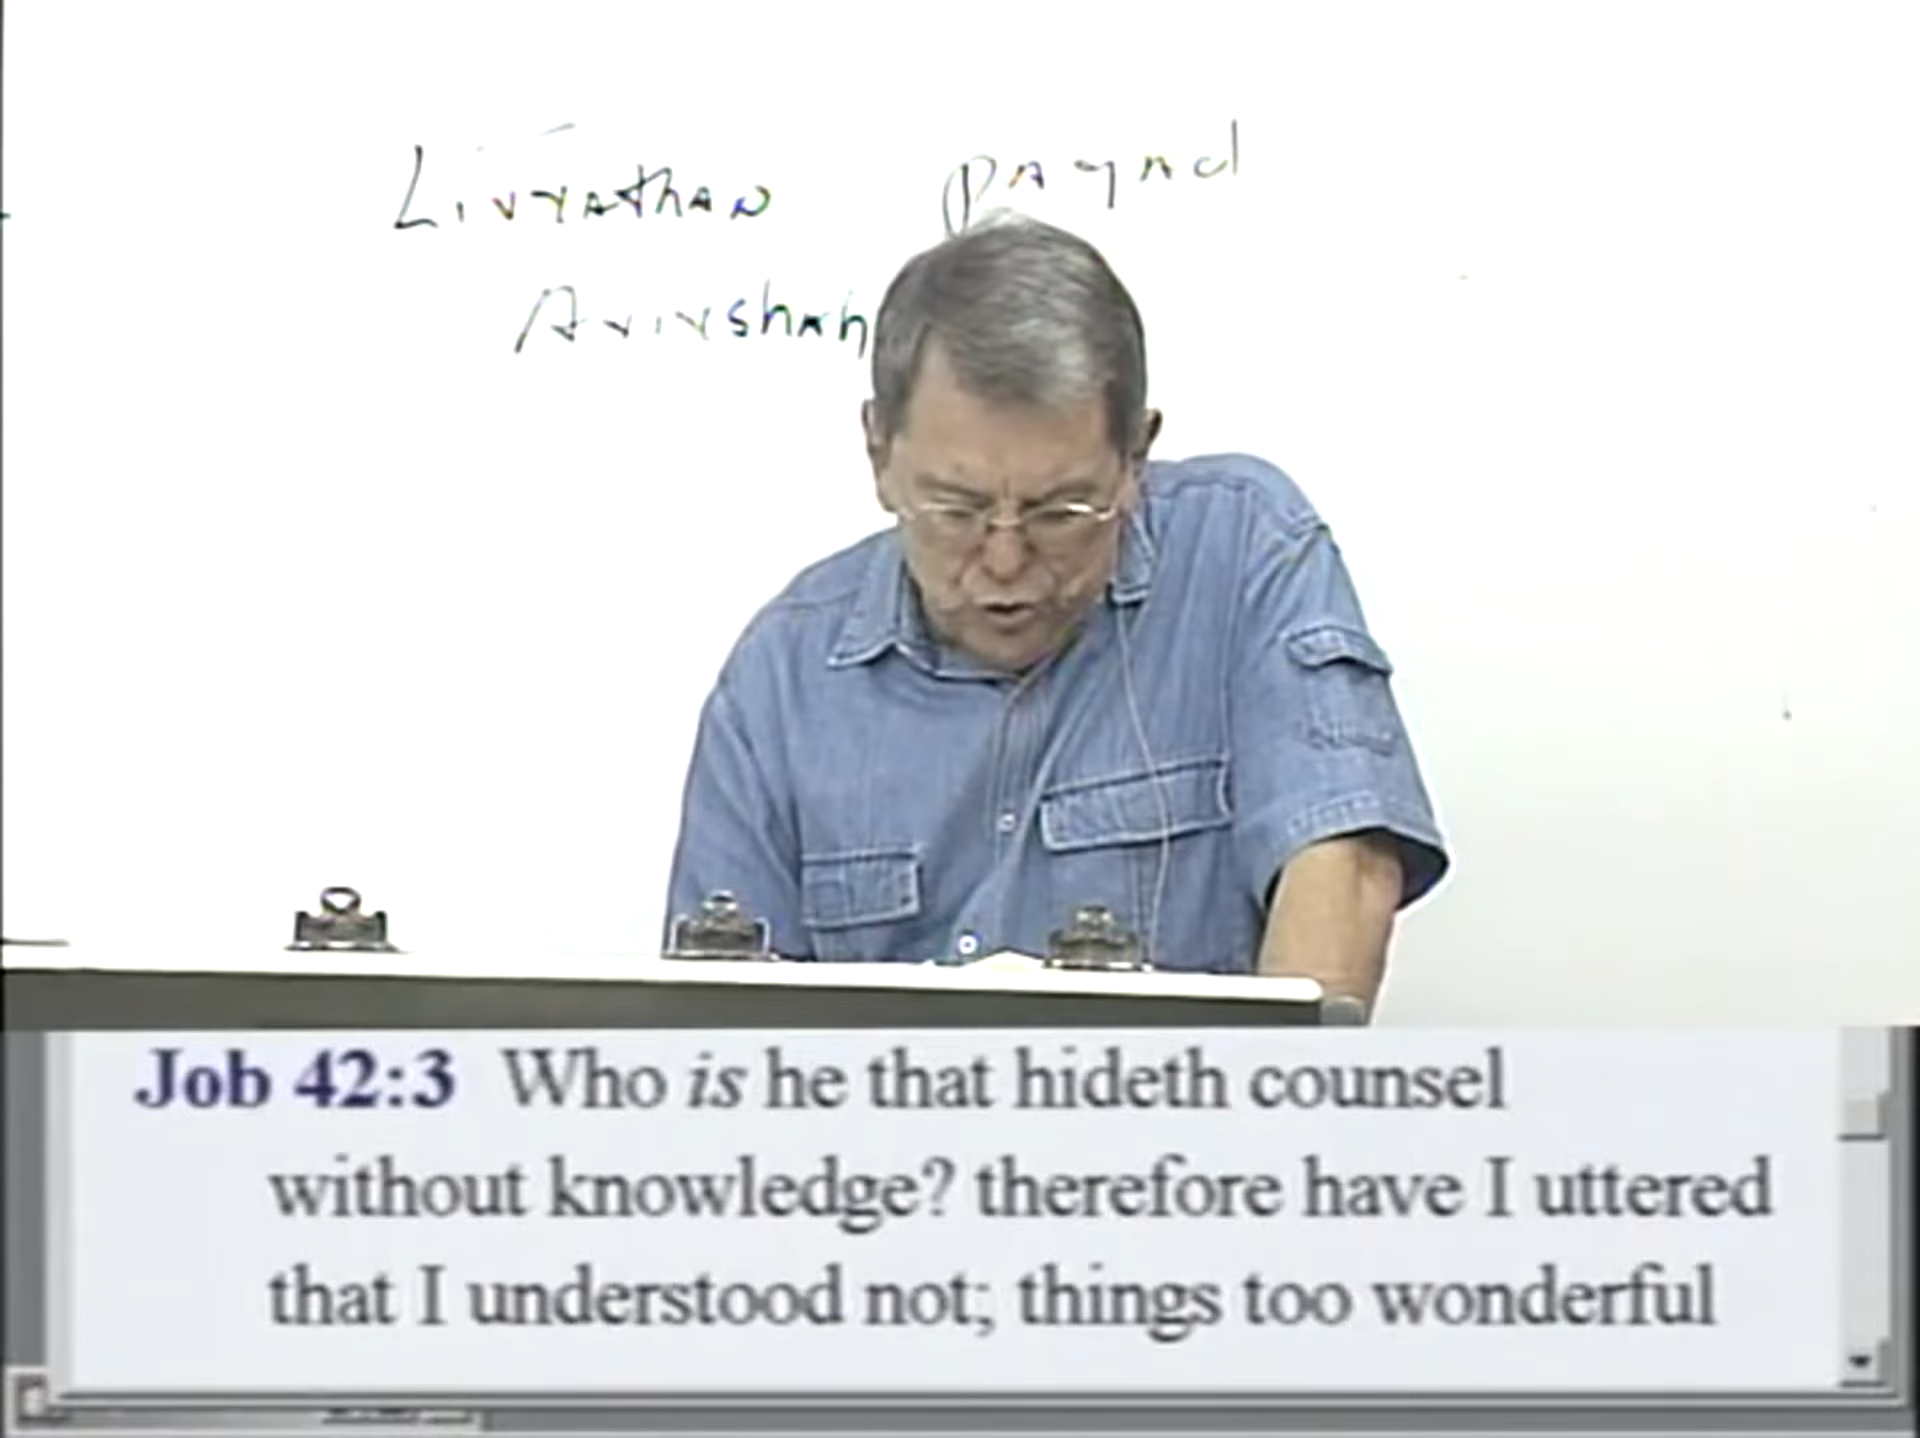 Livyathan paqad
Avivshah
Job 42:3 Who is he that hideth counsel
without knowledge? therefore have I uttered
that I understood not; things too wonderful